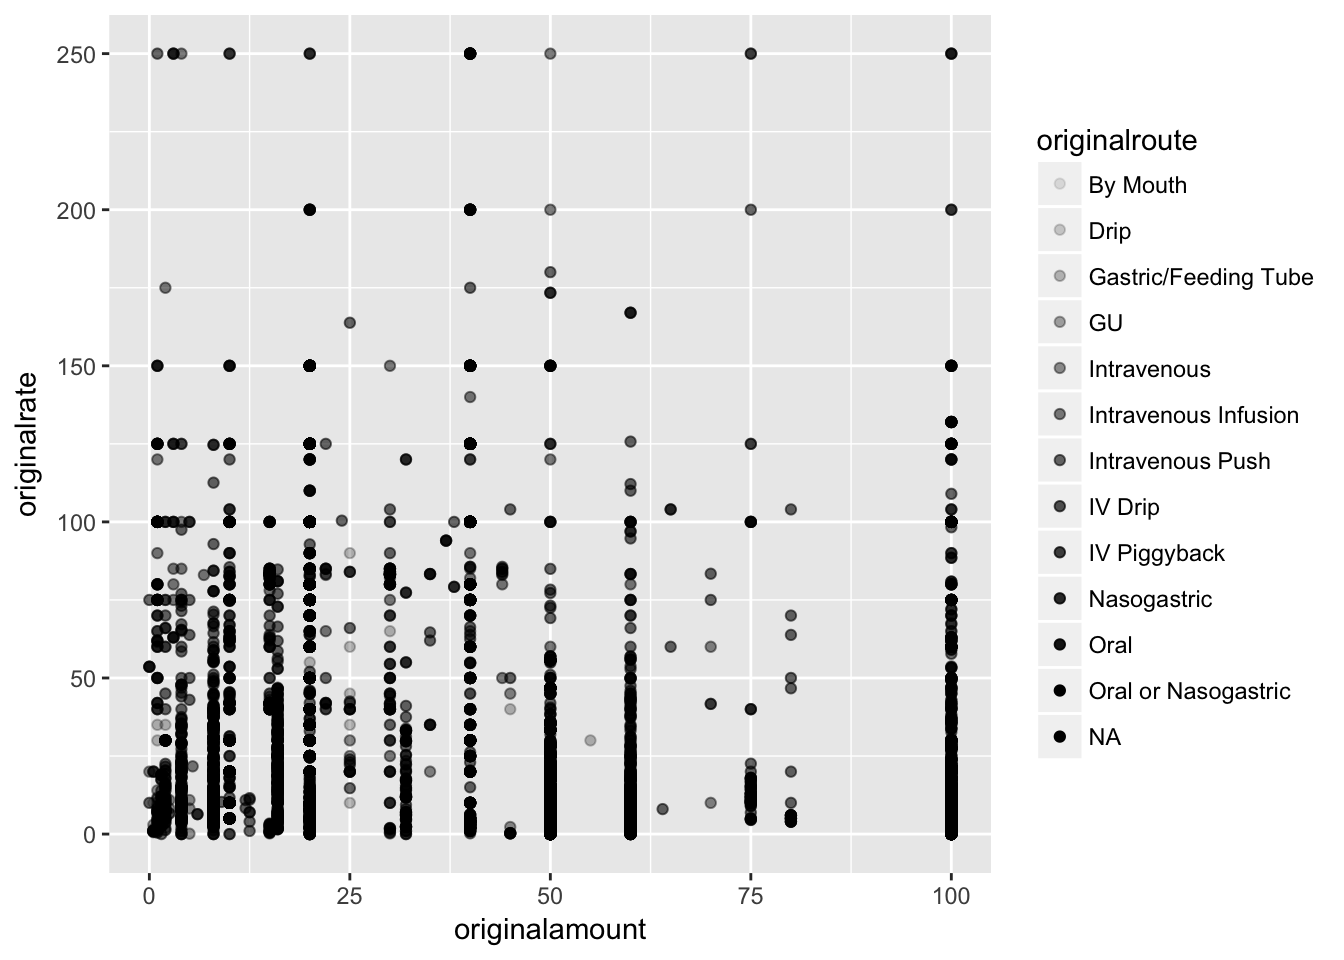 250
200
150
100
50
0
originalrate
0 25 50 75 100
originalamount
originalroute
By Mouth
Drip
Gastric/Feeding Tube
GU
Intravenous
Intravenous Infusion
Intravenous Push
IV Drip
IV Piggyback
Nasogastric
Oral
Oral or Nasogastric
NA